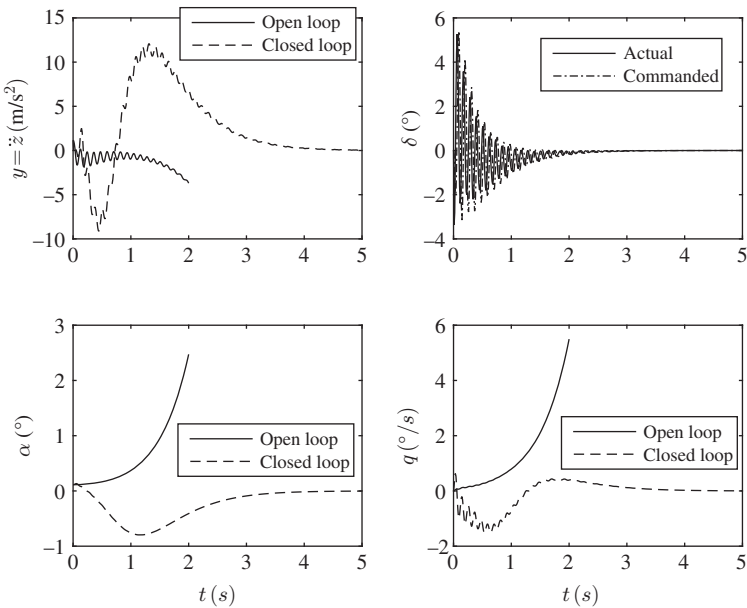 15
10
5
0
−5
−10
0 1 2 3 4 5
y = z̈ (m/s²)
Open loop
Closed loop
6
4
2
0
−2
−4
0 1 2 3 4 5
δ (°)
Actual
Commanded
3
2
1
0
−1
0 1 2 3 4 5
α (°)
t (s)
Open loop
Closed loop
6
4
2
0
−2
0 1 2 3 4 5
q (°/s)
t (s)
Open loop
Closed loop